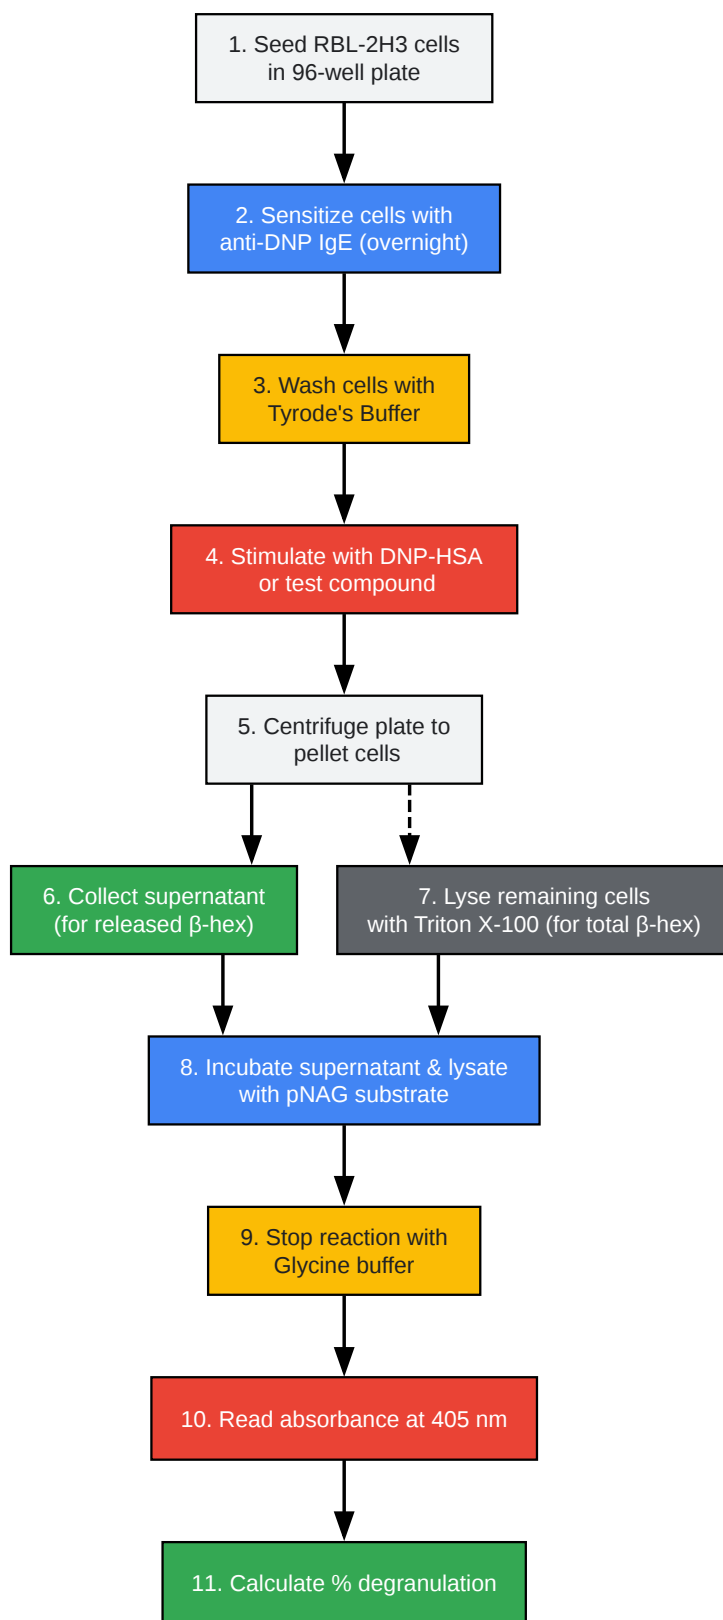 1. Seed RBL-2H3 cells
in 96-well plate
2. Sensitize cells with
anti-DNP IgE (overnight)
3. Wash cells with
Tyrode's Buffer
4. Stimulate with DNP-HSA
or test compound
5. Centrifuge plate to
pellet cells
6. Collect supernatant
(for released β-hex)
7. Lyse remaining cells
with Triton X-100 (for total β-hex)
8. Incubate supernatant & lysate
with pNAG substrate
9. Stop reaction with
Glycine buffer
10. Read absorbance at 405 nm
11. Calculate % degranulation